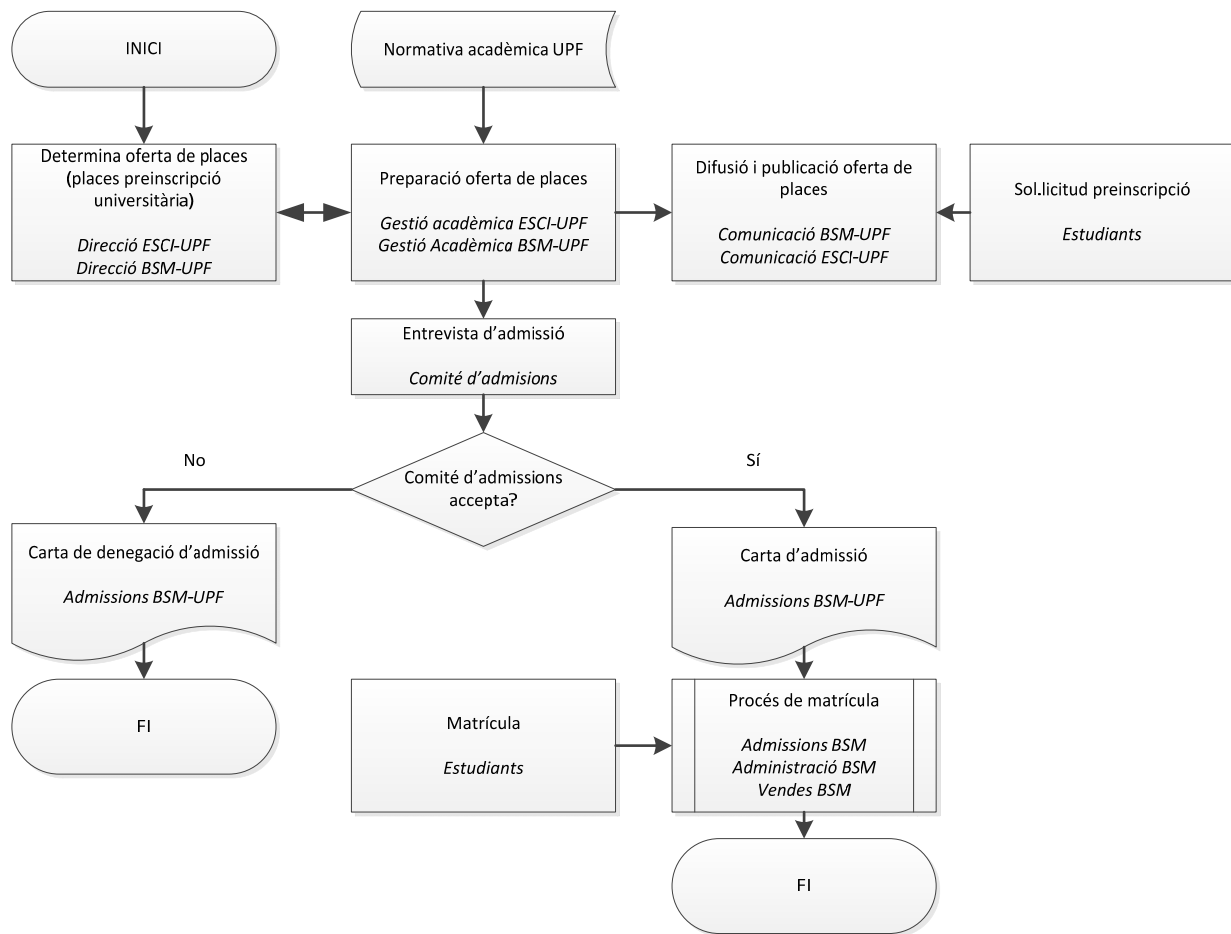 INICI
Normativa acadèmica UPF
Determina oferta de places
(places preinscripció
universitària)
Direcció ESCI-UPF
Direcció BSM-UPF
Preparació oferta de places
Gestió acadèmica ESCI-UPF
Gestió Acadèmica BSM-UPF
Difusió i publicació oferta de
places
Comunicació BSM-UPF
Comunicació ESCI-UPF
Sol.licitud preinscripció
Estudiants
Entrevista d'admissió
Comité d'admisions
No
Comité d'admissions
accepta?
Sí
Carta de denegació d'admissió
Admissions BSM-UPF
Carta d'admissió
Admissions BSM-UPF
FI
Matrícula
Estudiants
Procés de matrícula
Admissions BSM
Administració BSM
Vendes BSM
FI